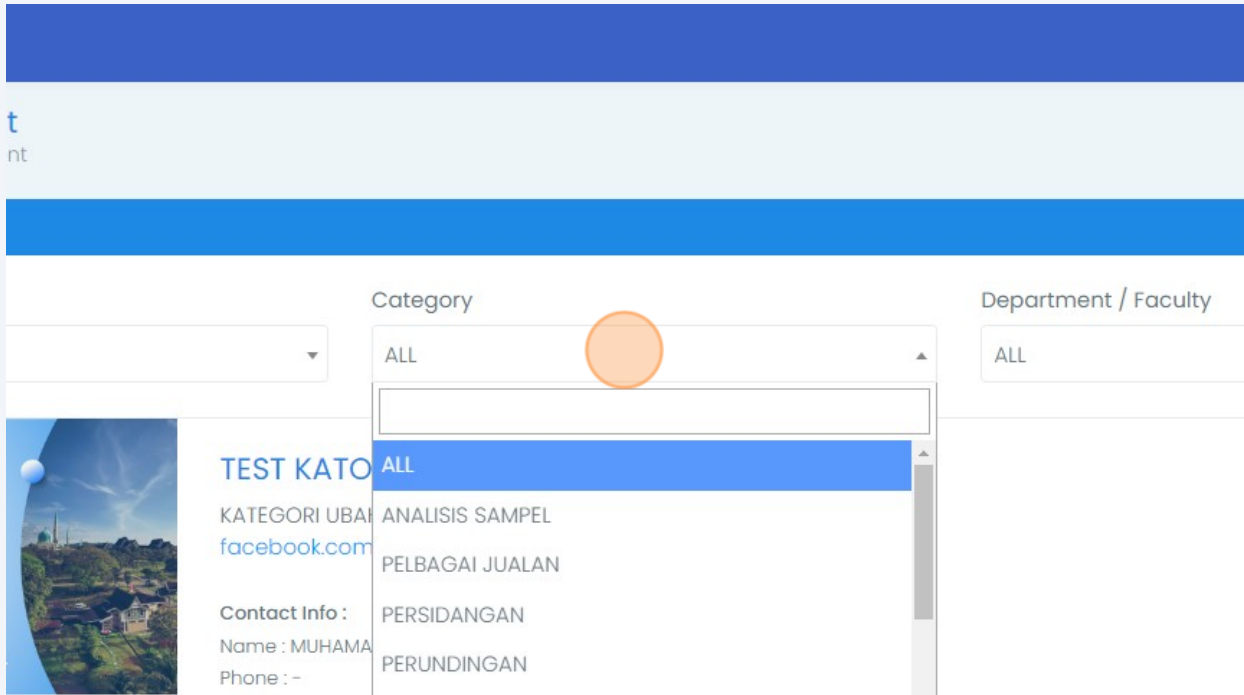 t
nt
Category
Department / Faculty
ALL
ALL
ALL
ANALISIS SAMPEL
PELBAGAI JUALAN
PERSIDANGAN
PERUNDINGAN
TEST KATO
KATEGORI UBAH
facebook.com
Contact Info :
Name : MUHAMA
Phone : -